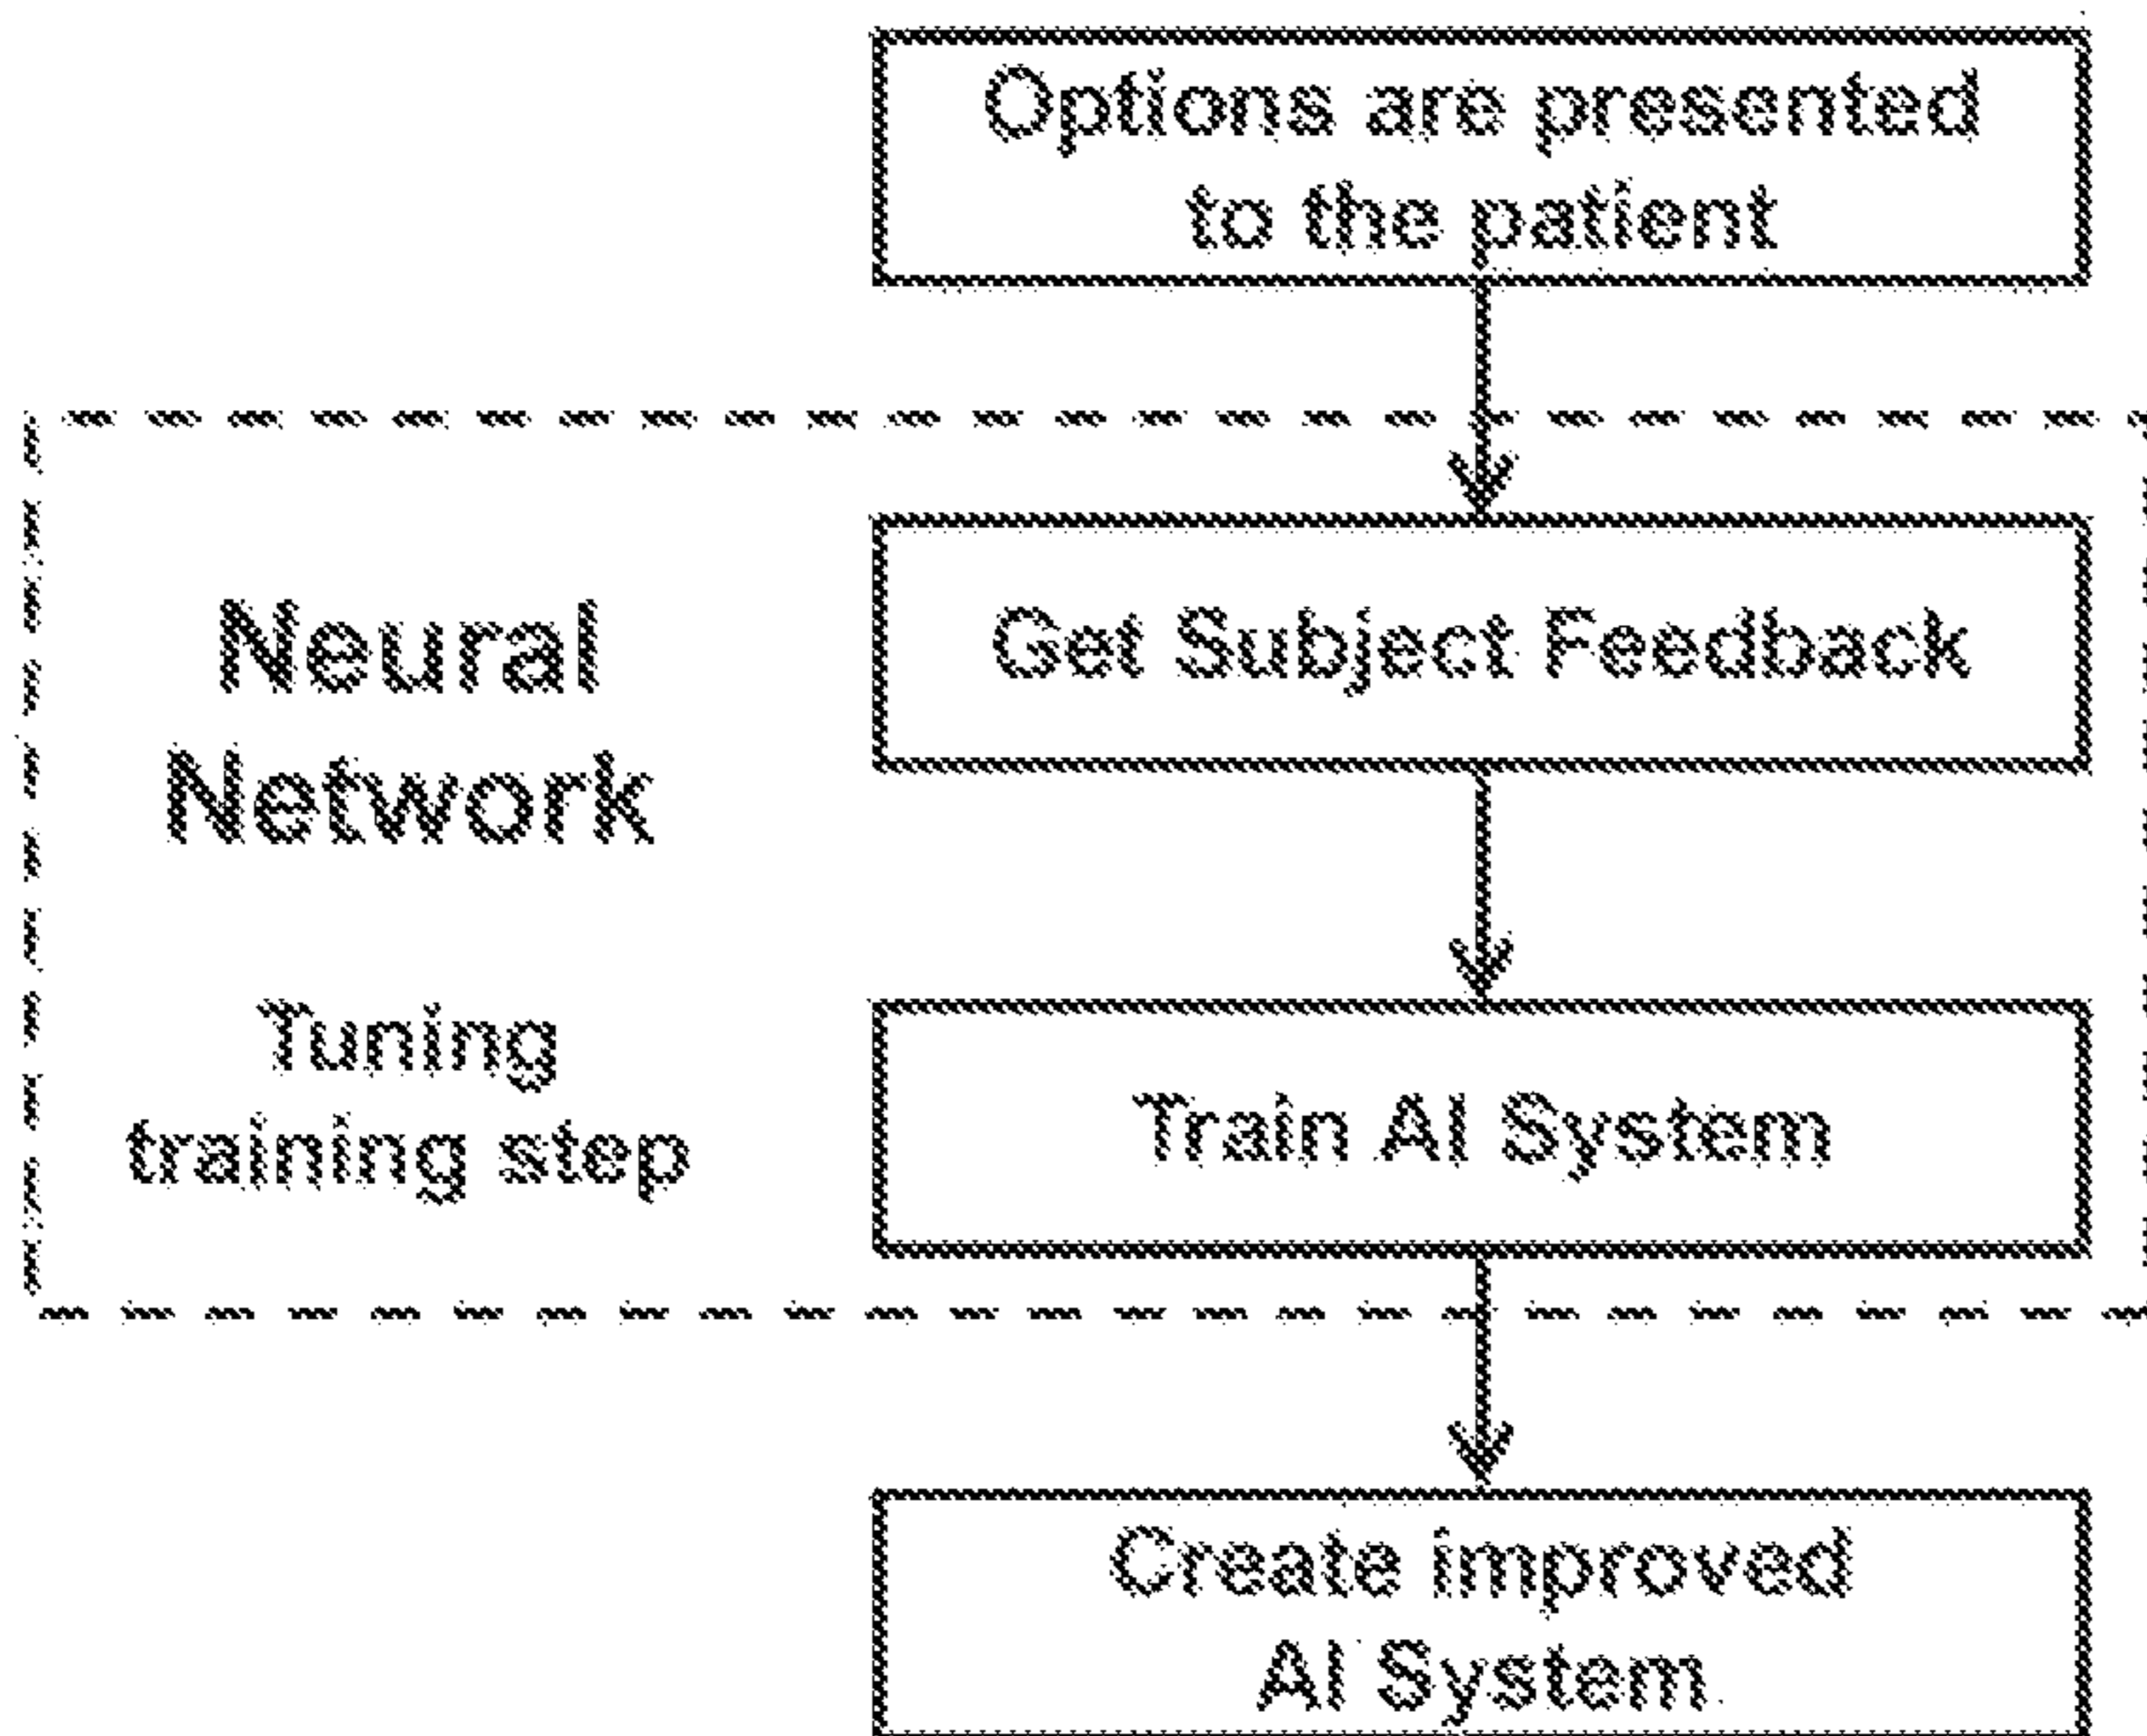 Options are presented
to the patient
Neural
Network
Tuning
training step
Get Subject Feedback
Train AI System
Create improved
AI System